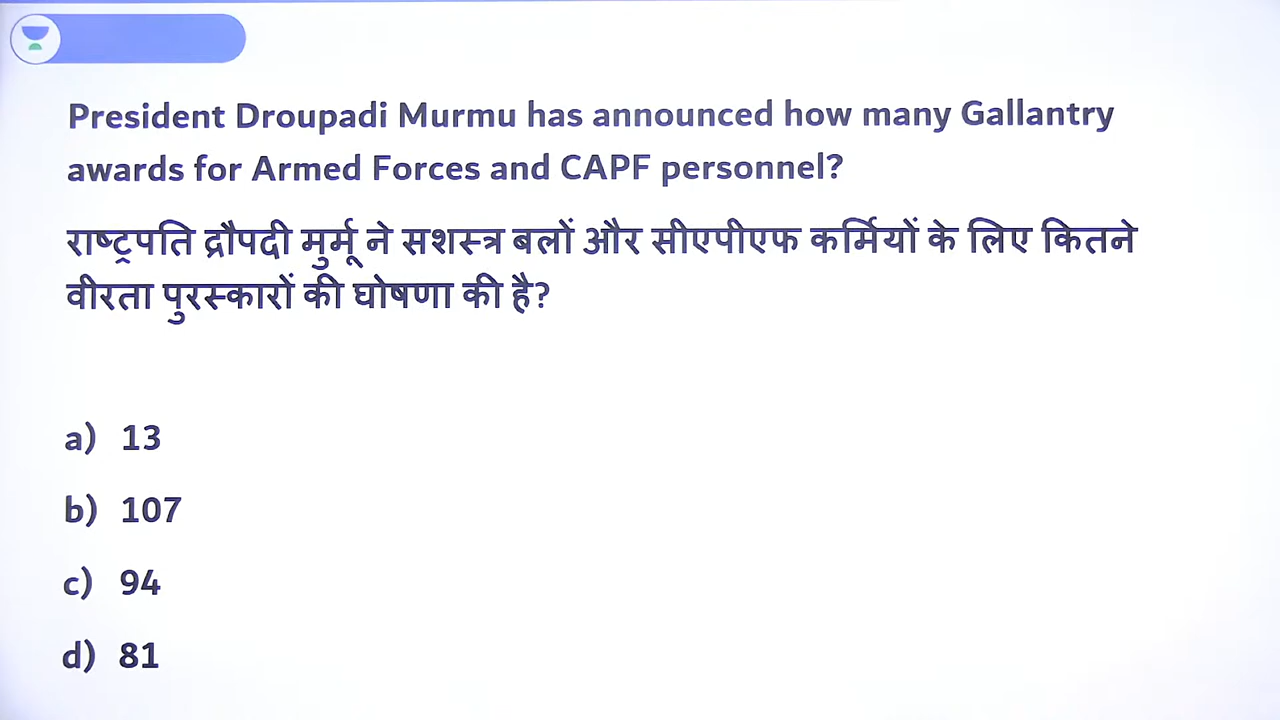 President Droupadi Murmu has announced how many Gallantry
awards for Armed Forces and CAPF personnel?
राष्ट्रपति द्रौपदी मुर्मू ने सशस्त्र बलों और सीएपीएफ कर्मियों के लिए कितने
वीरता पुरस्कारों की घोषणा की है?
a) 13
b) 107
c) 94
d) 81